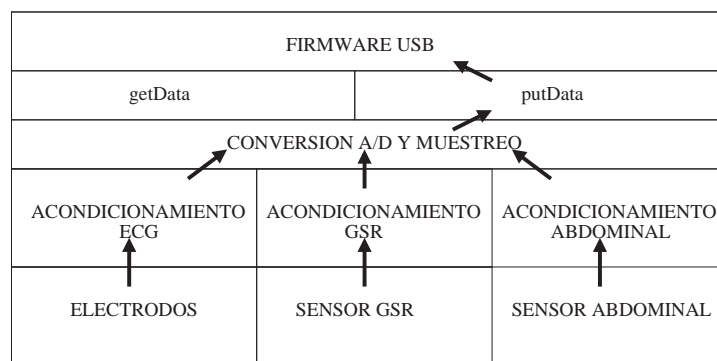 FIRMWARE USB
getData
putData
CONVERSION A/D Y MUESTREO
ACONDICIONAMIENTO
ECG
ACONDICIONAMIENTO
GSR
ACONDICIONAMIENTO
ABDOMINAL
ELECTRODOS
SENSOR GSR
SENSOR ABDOMINAL